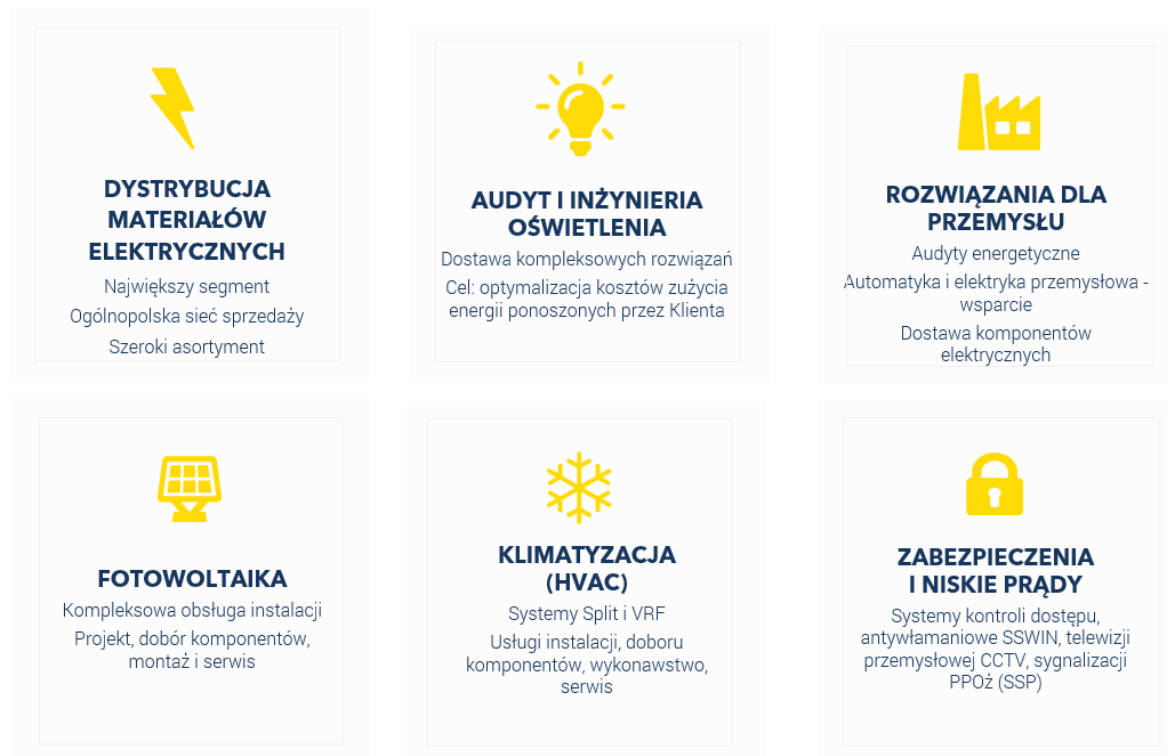 DYSTRYBUCJA
MATERIAŁÓW
ELEKTRYCZNYCH
Największy segment
Ogólnopolska sieć sprzedaży
Szeroki asortyment
AUDYT I INŻYNIERIA
OŚWIETLENIA
Dostawa kompleksowych rozwiązań
Cel: optymalizacja kosztów zużycia
energii ponoszonych przez Klienta
ROZWIĄZANIA DLA
PRZEMYSŁU
Audyty energetyczne
Automatyka i elektryka przemysłowa -
wsparcie
Dostawa komponentów
elektrycznych
FOTOWOLTAIKA
Kompleksowa obsługa instalacji
Projekt, dobór komponentów,
montaż i serwis
KLIMATYZACJA
(HVAC)
Systemy Split i VRF
Usługi instalacji, doboru
komponentów, wykonawstwo,
serwis
ZABEZPIECZENIA
I NISKIE PRĄDY
Systemy kontroli dostępu,
antywłamaniowe SSWIN, telewizji
przemysłowej CCTV, sygnalizacji
PPOż (SSP)